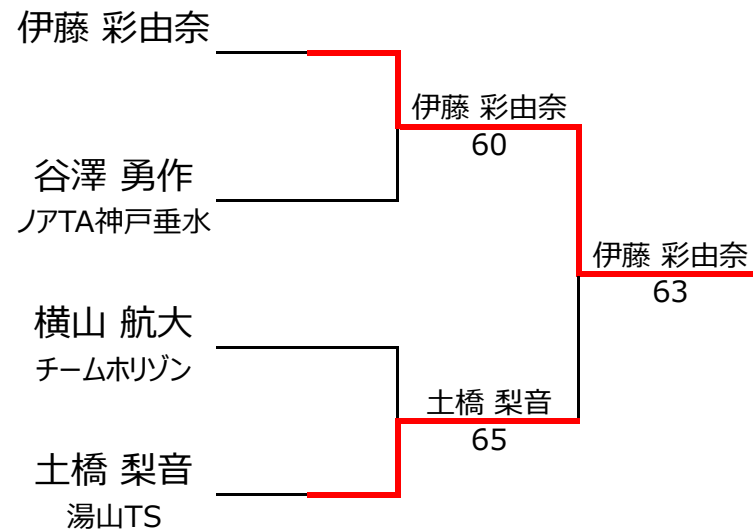 伊藤 彩由奈
伊藤 彩由奈
60
谷澤 勇作
ノアTA神戸垂水
伊藤 彩由奈
63
横山 航大
チームホリゾン
土橋 梨音
65
土橋 梨音
湯山TS